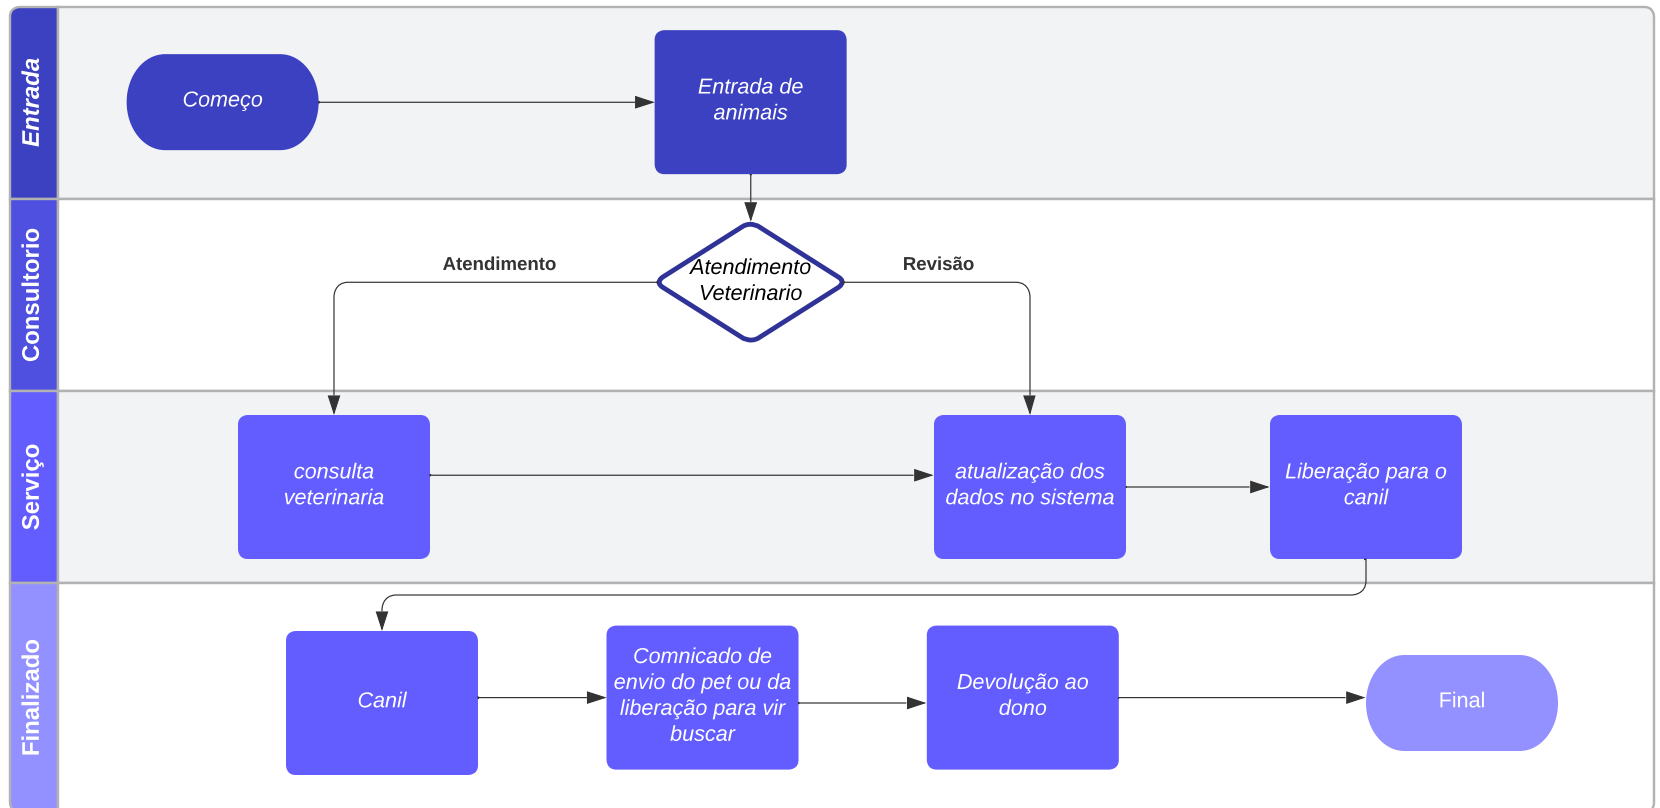 Entrada
Começo
Entrada de
animais
Consultorio
Atendimento
Atendimento
Veterinario
Revisão
Serviço
consulta
veterinaria
atualização dos
dados no sistema
Liberação para o
canil
Finalizado
Canil
Comnicado de
envio do pet ou da
liberação para vir
buscar
Devolução ao
dono
Final